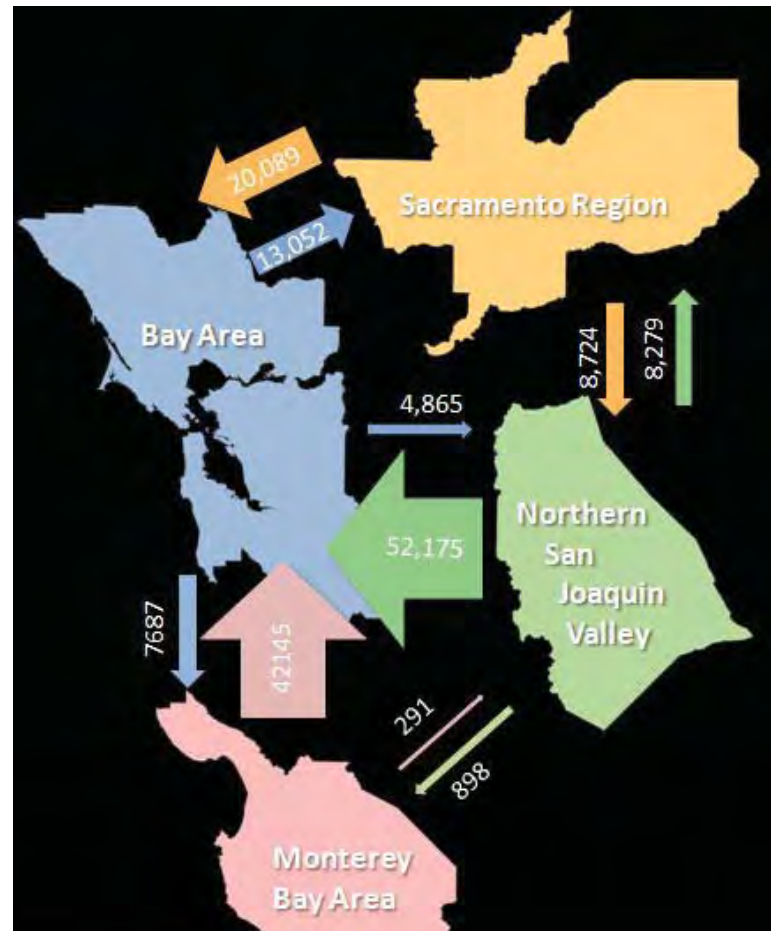 20,089
Sacramento Region
13,052
Bay Area
8,724
8,279
4,865
Northern
San
Joaquin
Valley
52,175
7687
42145
291
898
Monterey
Bay Area